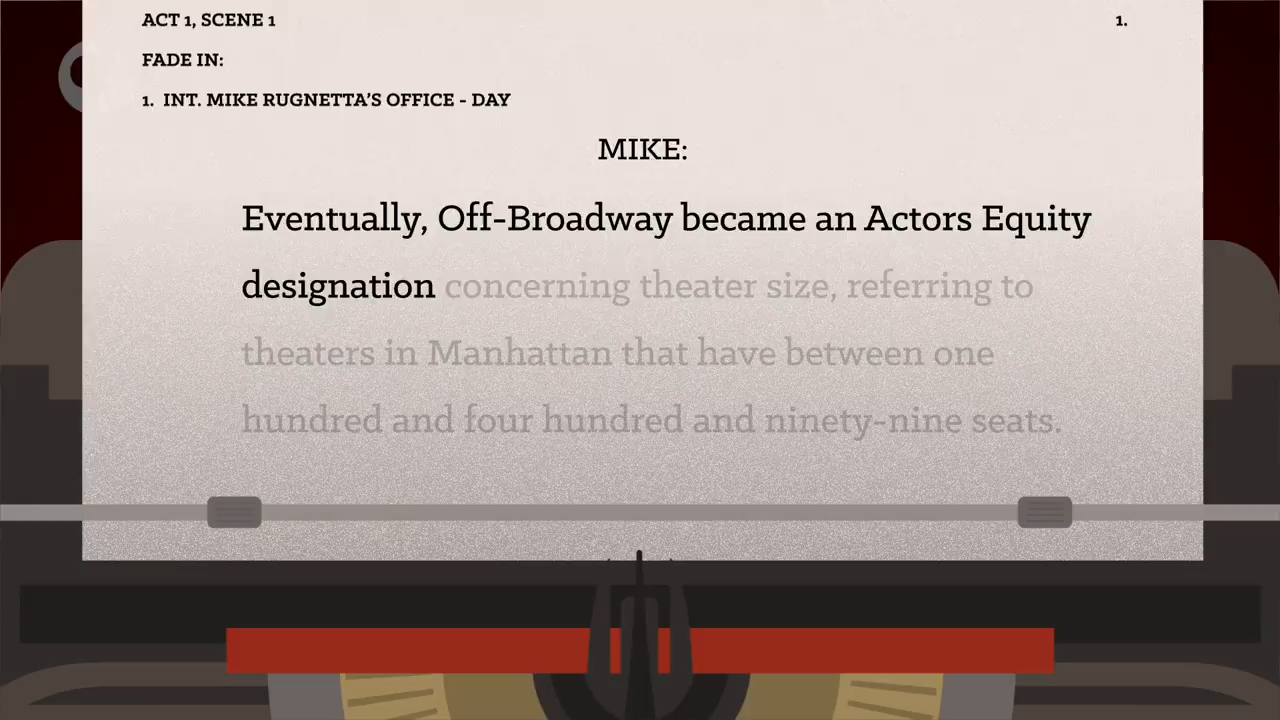 ACT 1, SCENE 1 1.
FADE IN:
1. INT. MIKE RUGNETTA’S OFFICE - DAY
MIKE:
Eventually, Off-Broadway became an Actors Equity
designation concerning theater size, referring to
theaters in Manhattan that have between one
hundred and four hundred and ninety-nine seats.